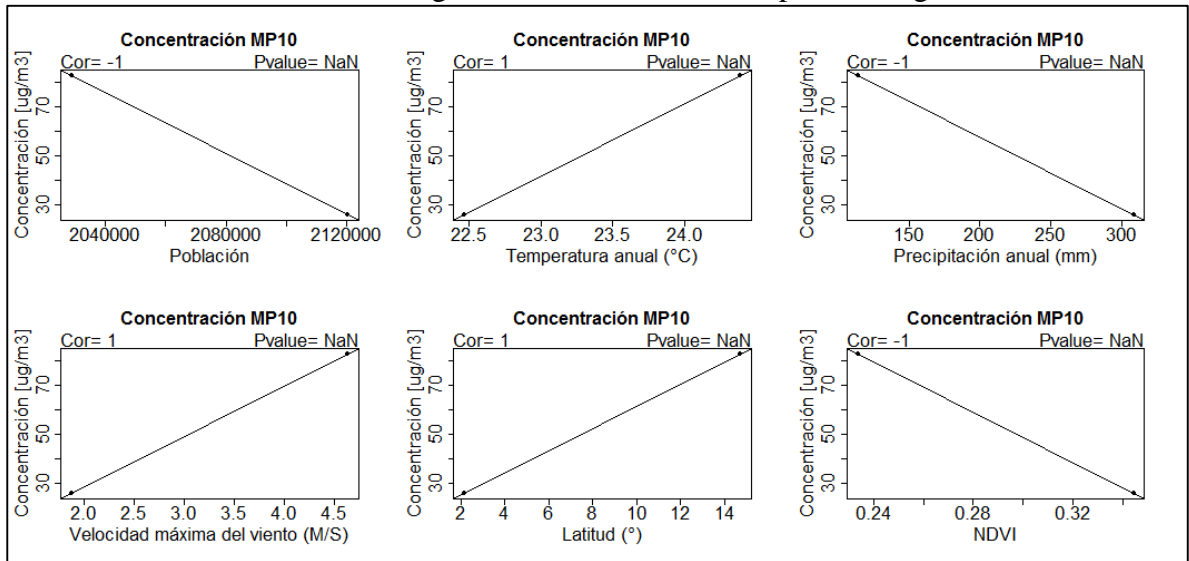 Concentración MP10
Cor= -1 Pvalue= NaN
Concentración [ug/m3]
30 50 70
2040000 2080000 2120000
Población
Concentración MP10
Cor= 1 Pvalue= NaN
Concentración [ug/m3]
30 50 70
22.5 23.0 23.5 24.0
Temperatura anual (°C)
Concentración MP10
Cor= -1 Pvalue= NaN
Concentración [ug/m3]
30 50 70
150 200 250 300
Precipitación anual (mm)
Concentración MP10
Cor= 1 Pvalue= NaN
Concentración [ug/m3]
30 50 70
2.0 2.5 3.0 3.5 4.0 4.5
Velocidad máxima del viento (M/S)
Concentración MP10
Cor= 1 Pvalue= NaN
Concentración [ug/m3]
30 50 70
2 4 6 8 10 12 14
Latitud (°)
Concentración MP10
Cor= -1 Pvalue= NaN
Concentración [ug/m3]
30 50 70
0.24 0.28 0.32
NDVI